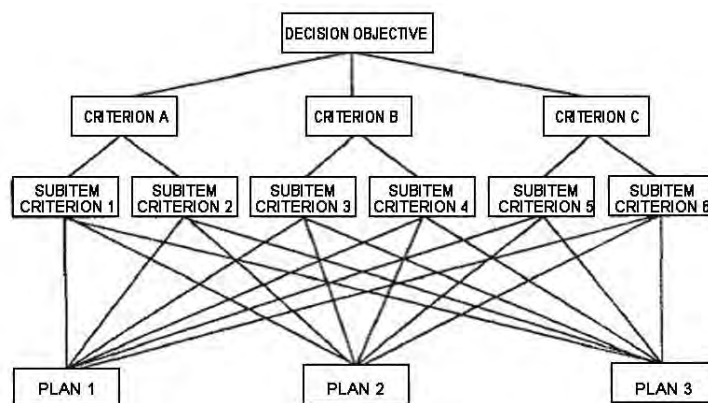 DECISION OBJECTIVE
CRITERION A
CRITERION B
CRITERION C
SUBITEM
CRITERION 1
SUBITEM
CRITERION 2
SUBITEM
CRITERION 3
SUBITEM
CRITERION 4
SUBITEM
CRITERION 5
SUBITEM
CRITERION 6
PLAN 1
PLAN 2
PLAN 3